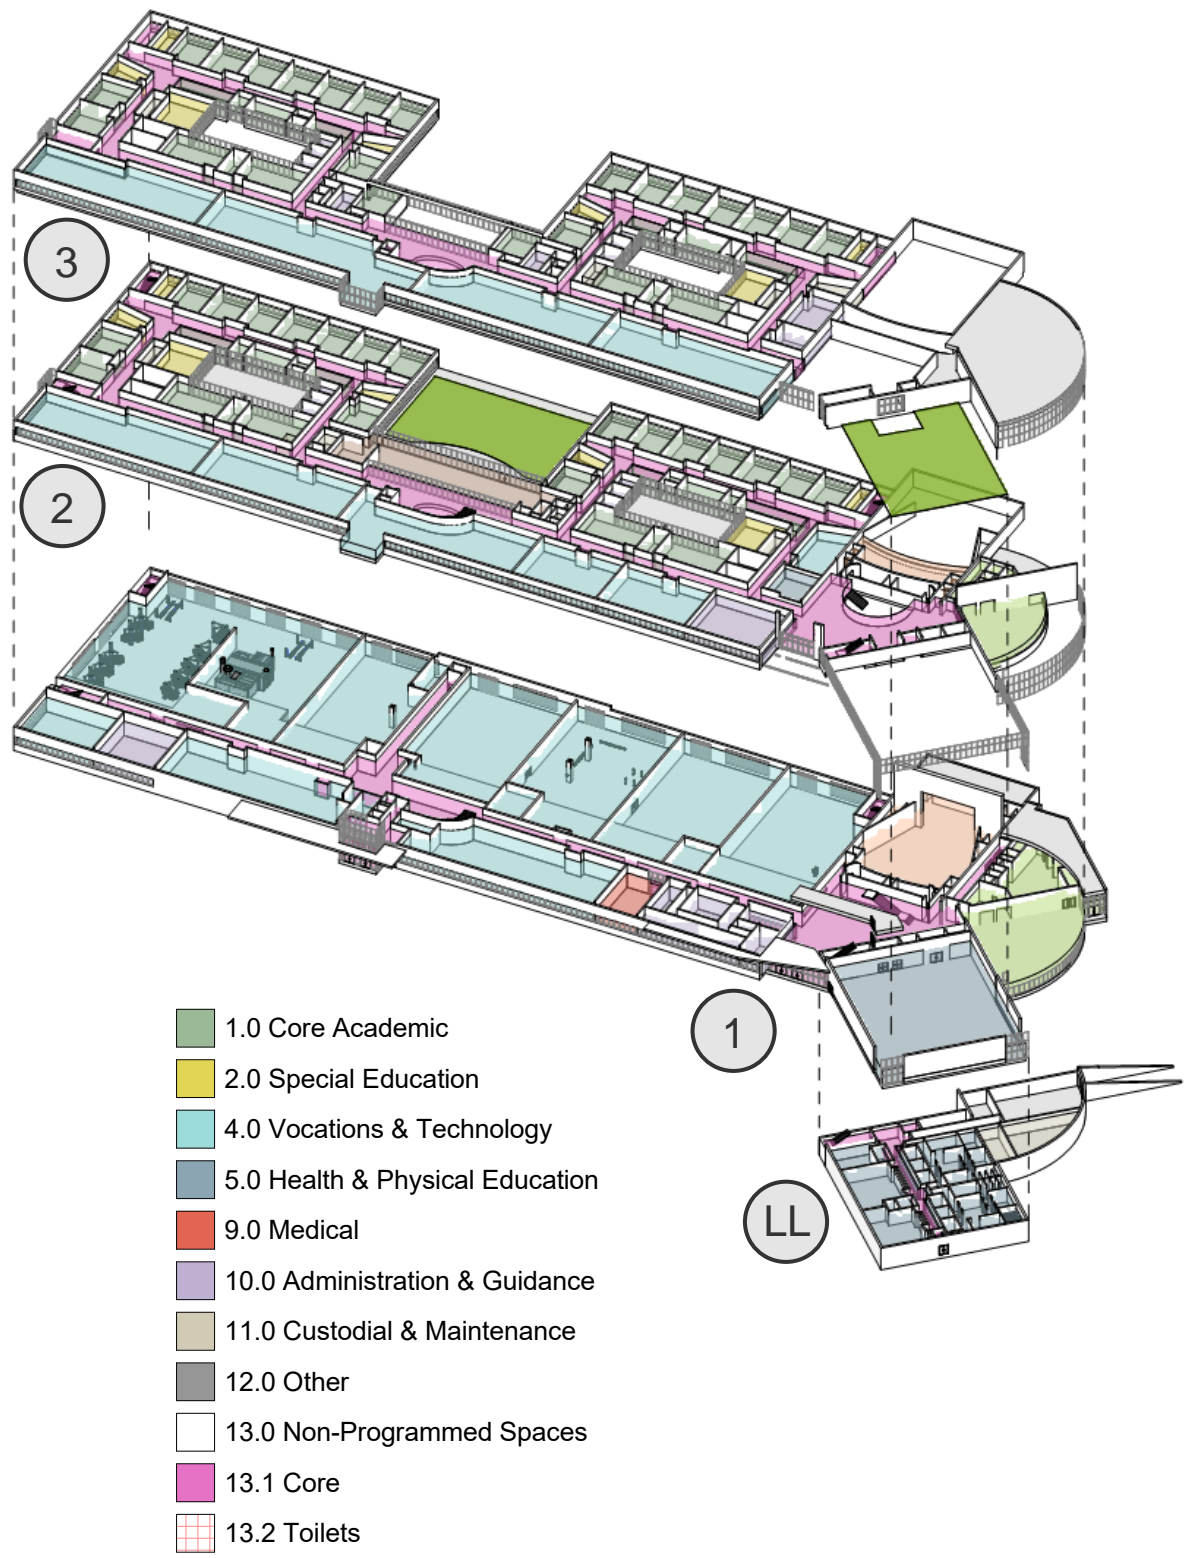 3
2
1
LL
1.0 Core Academic
2.0 Special Education
4.0 Vocations & Technology
5.0 Health & Physical Education
9.0 Medical
10.0 Administration & Guidance
11.0 Custodial & Maintenance
12.0 Other
13.0 Non-Programmed Spaces
13.1 Core
13.2 Toilets